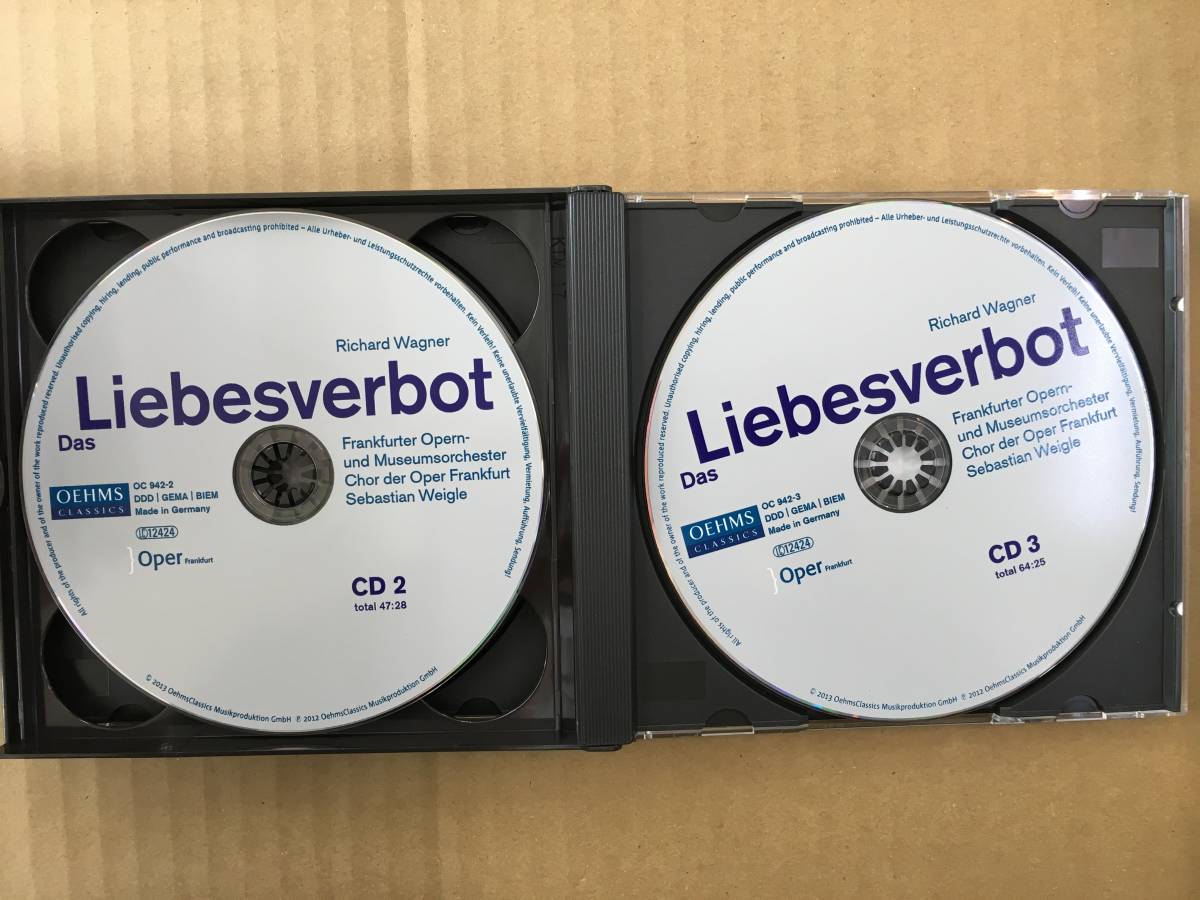 Richard Wagner
Das Liebesverbot
Frankfurter Opern-
und Museumsorchester
Chor der Oper Frankfurt
Sebastian Weigle
OEHMS
CLASSICS
OC 942-2
DDD | GEMA | BIEM
Made in Germany
LC 12424
}Oper Frankfurt
CD 2
total 47:28
All rights of the producer and of the owner of the work reproduced reserved. Unauthorised copying, hiring, lending, public performance and broadcasting prohibited – Alle Urheber- und Leistungsschutzrechte vorbehalten. Kein Verleih! Keine unerlaubte Vervielfältigung, Vermietung, Aufführung, Sendung!
© 2013 OehmsClassics Musikproduktion GmbH ℗ 2012 OehmsClassics Musikproduktion GmbH
Richard Wagner
Das Liebesverbot
Frankfurter Opern-
und Museumsorchester
Chor der Oper Frankfurt
Sebastian Weigle
OEHMS
CLASSICS
OC 942-3
DDD | GEMA | BIEM
Made in Germany
LC 12424
}Oper Frankfurt
CD 3
total 64:25
All rights of the producer and of the owner of the work reproduced reserved. Unauthorised copying, hiring, lending, public performance and broadcasting prohibited – Alle Urheber- und Leistungsschutzrechte vorbehalten. Kein Verleih! Keine unerlaubte Vervielfältigung, Vermietung, Aufführung, Sendung!
© 2013 OehmsClassics Musikproduktion GmbH ℗ 2012 OehmsClassics Musikproduktion GmbH